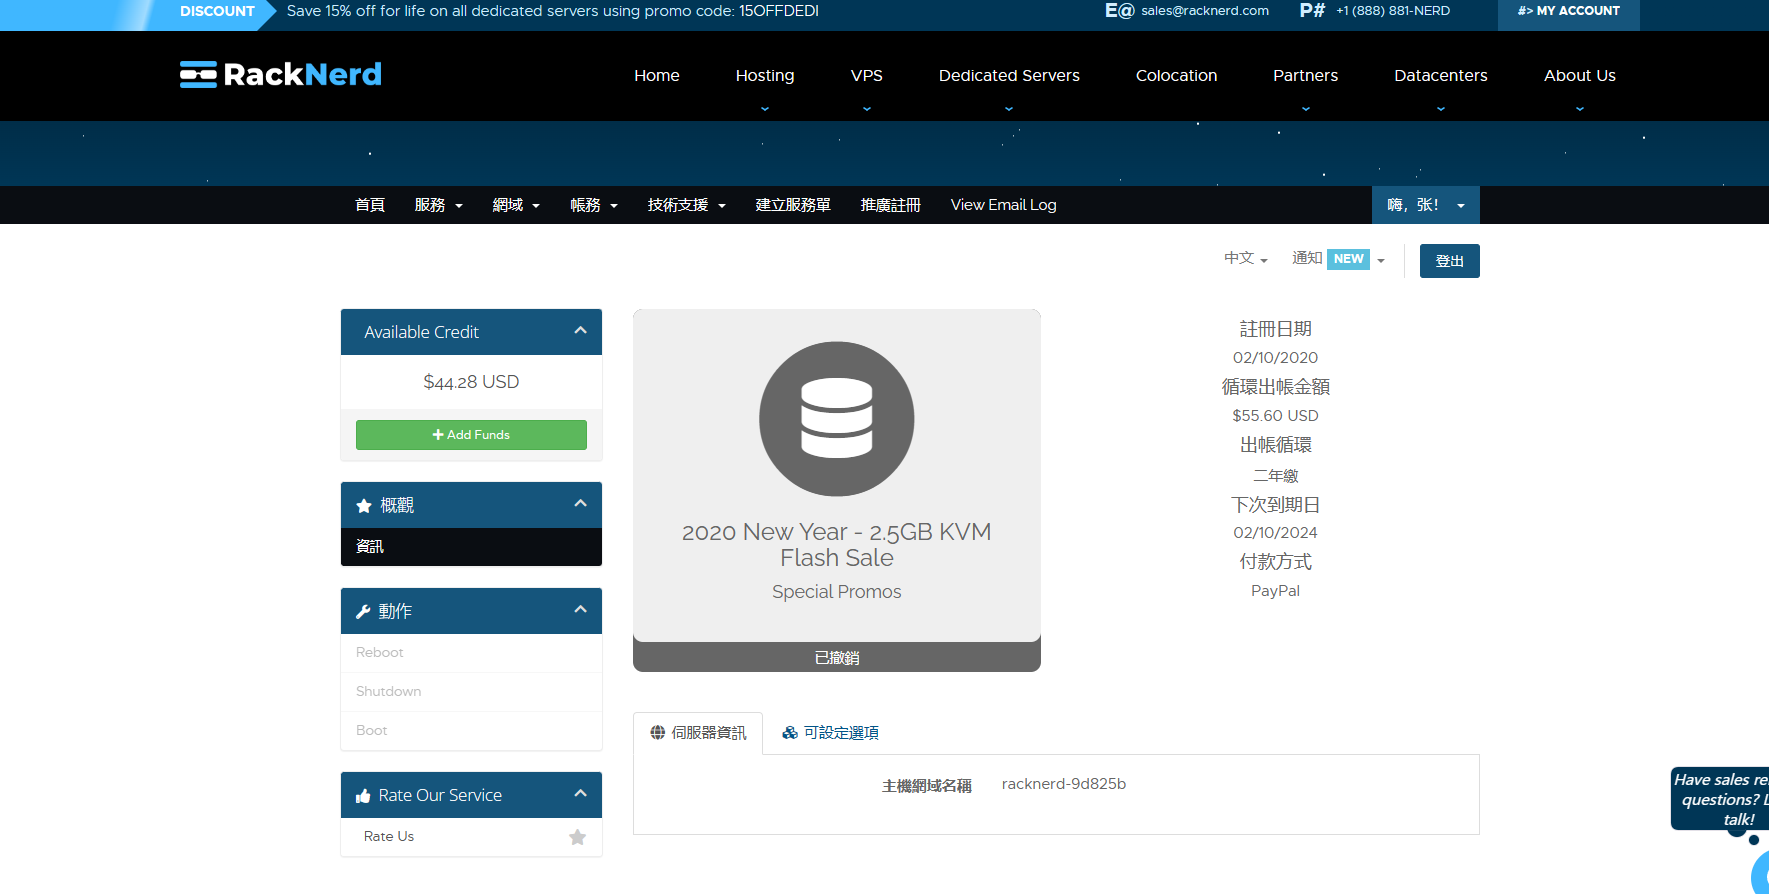 DISCOUNT Save 15% off for life on all dedicated servers using promo code: 15OFFDEDI E@ sales@racknerd.com P# +1 (888) 881-NERD #> MY ACCOUNT
RackNerd Home Hosting VPS Dedicated Servers Colocation Partners Datacenters About Us
首頁 服務 網域 帳務 技術支援 建立服務單 推廣註冊 View Email Log 嗨，张！
中文 通知 NEW 登出
Available Credit
$44.28 USD
Add Funds
概觀
資訊
動作
Reboot
Shutdown
Boot
Rate Our Service
Rate Us
2020 New Year - 2.5GB KVM
Flash Sale
Special Promos
已撤銷
註冊日期
02/10/2020
循環出帳金額
$55.60 USD
出帳循環
二年繳
下次到期日
02/10/2024
付款方式
PayPal
伺服器資訊 可設定選項
主機網域名稱 racknerd-9d825b
Have sales
questions?
talk!